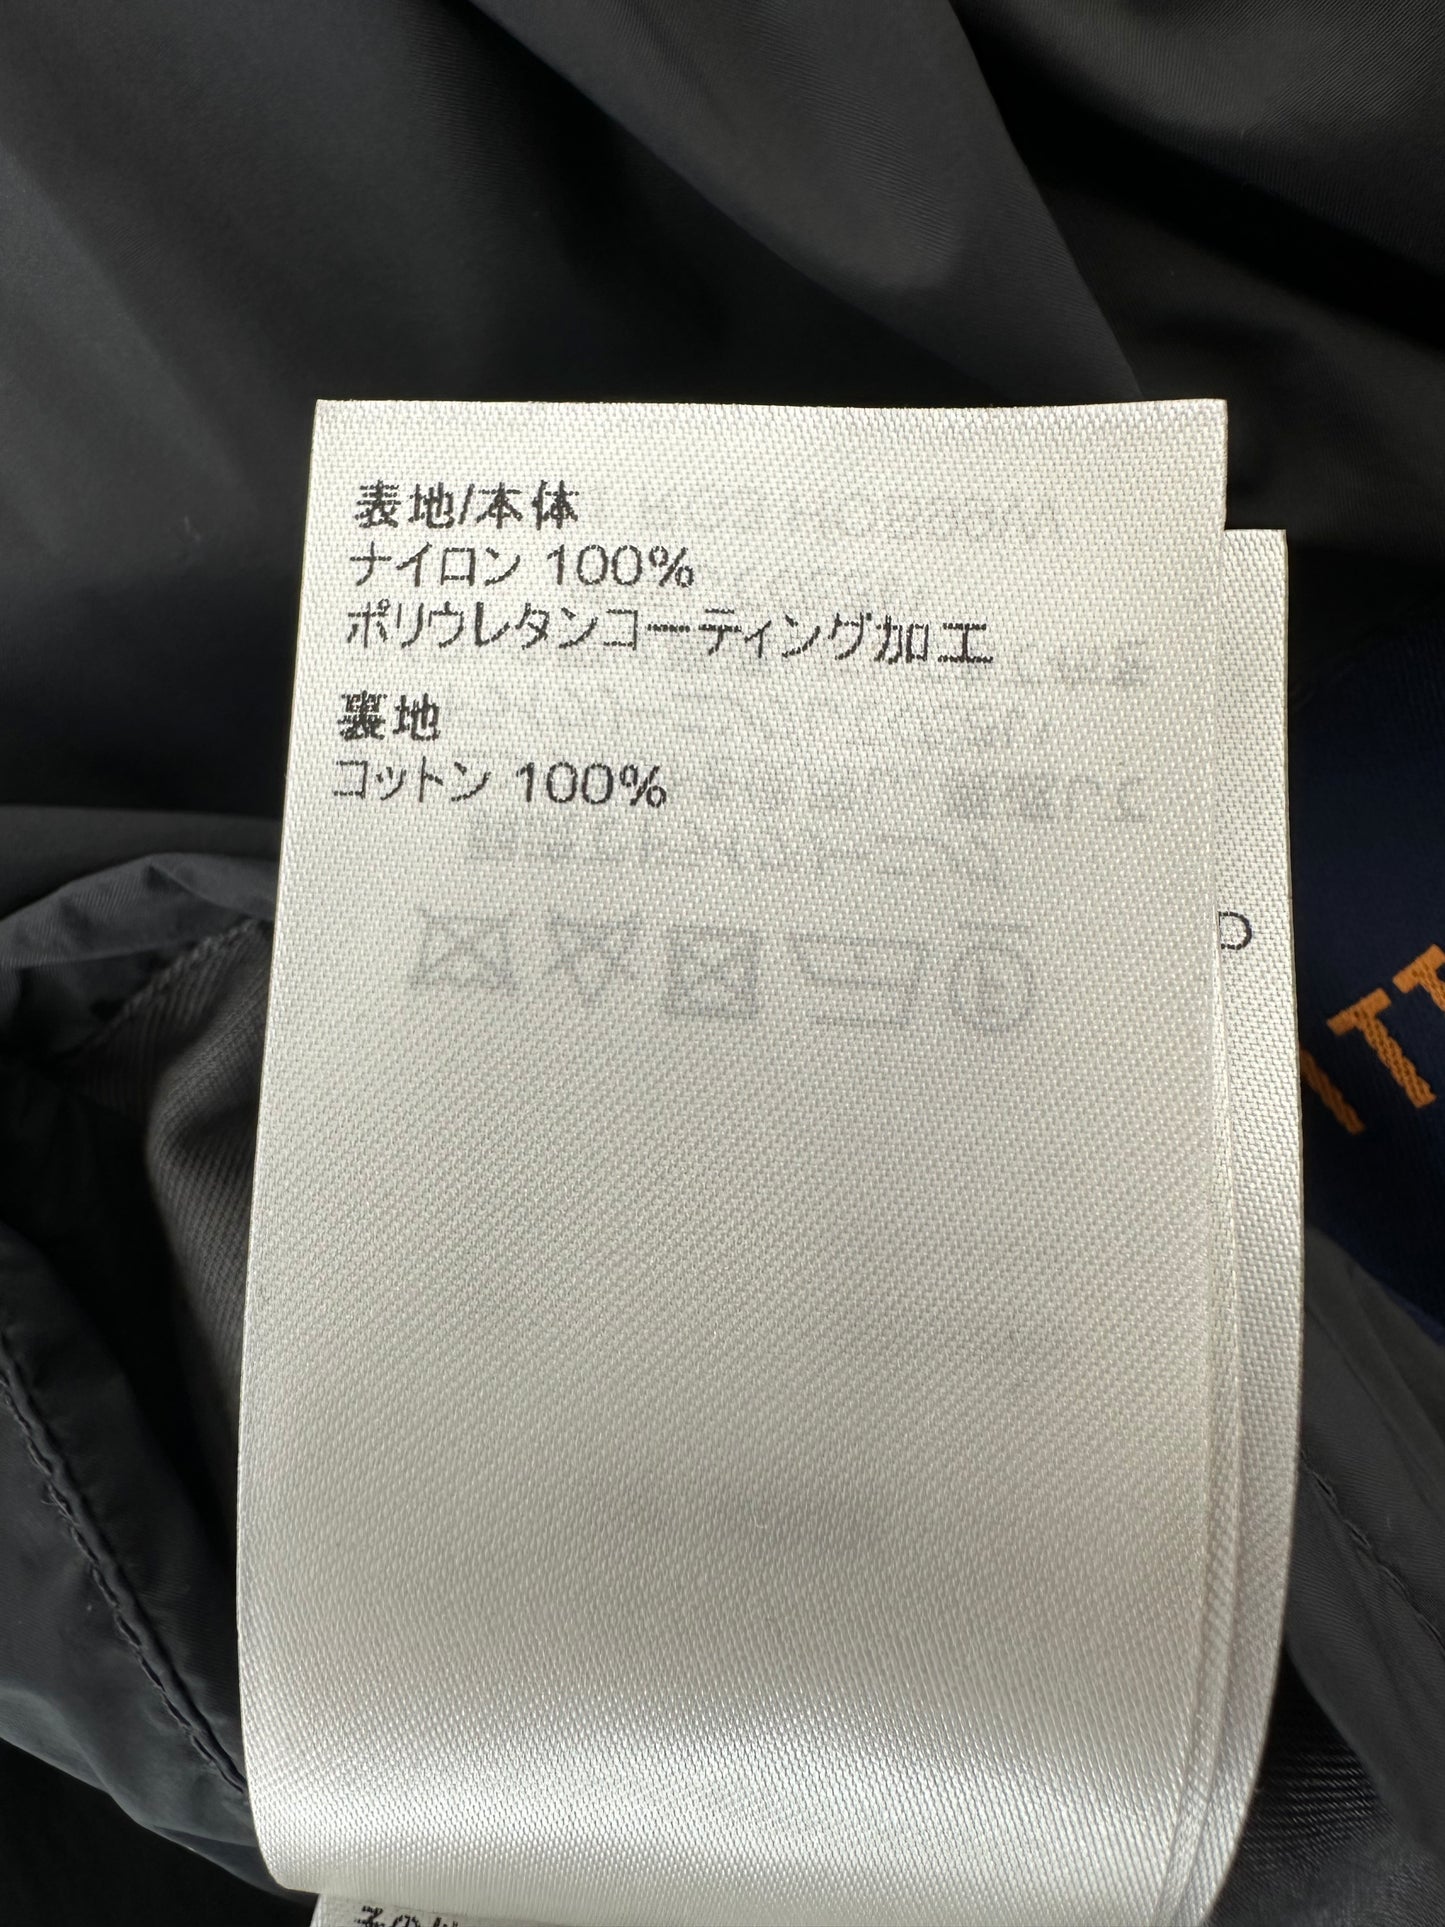 表地/本体
ナイロン 100%
ポリウレタンコーティング加工
裏地
コットン 100%
D